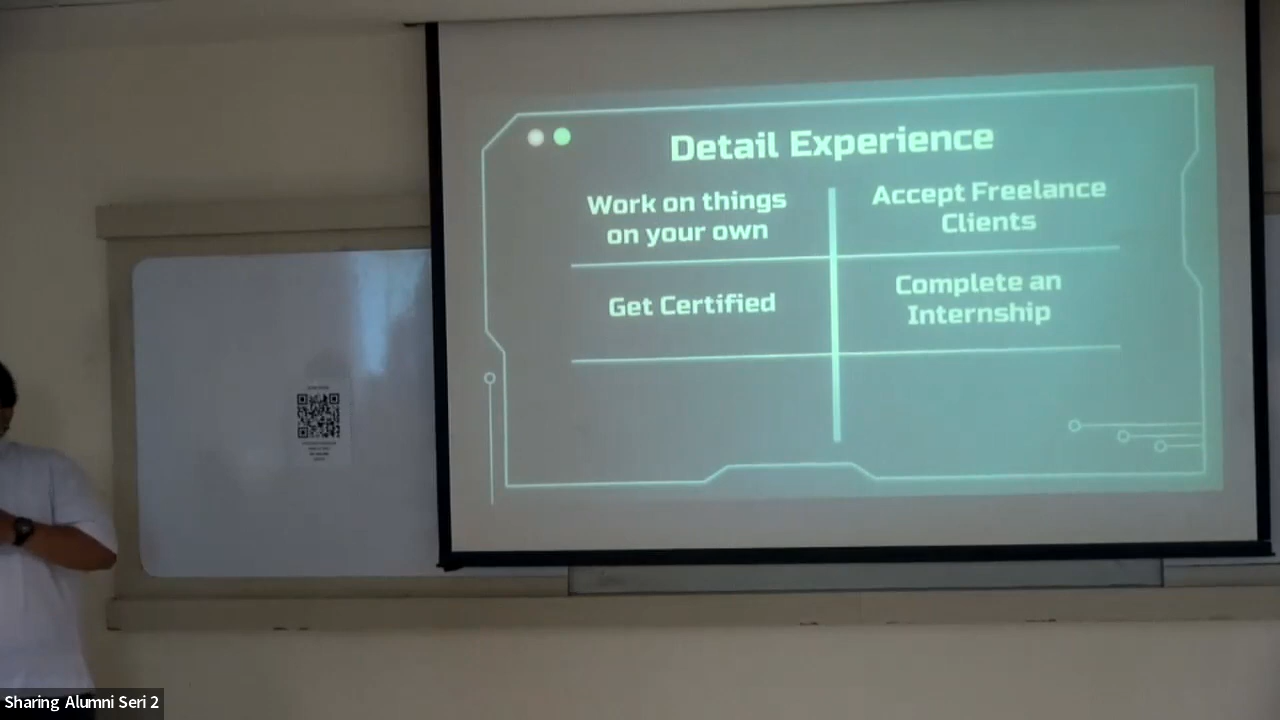 Detail Experience
Work on things
on your own
Accept Freelance
Clients
Get Certified
Complete an
Internship
Sharing Alumni Seri 2